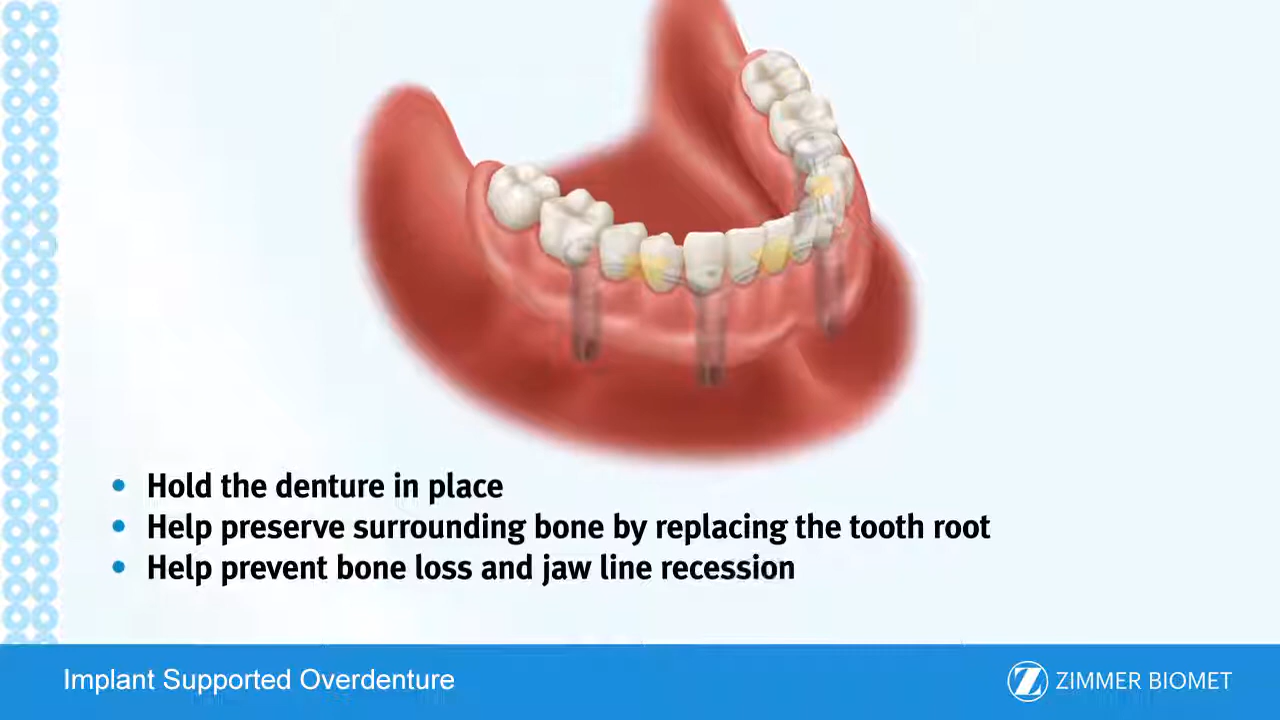 Hold the denture in place
Help preserve surrounding bone by replacing the tooth root
Help prevent bone loss and jaw line recession
Implant Supported Overdenture
Z ZIMMER BIOMET